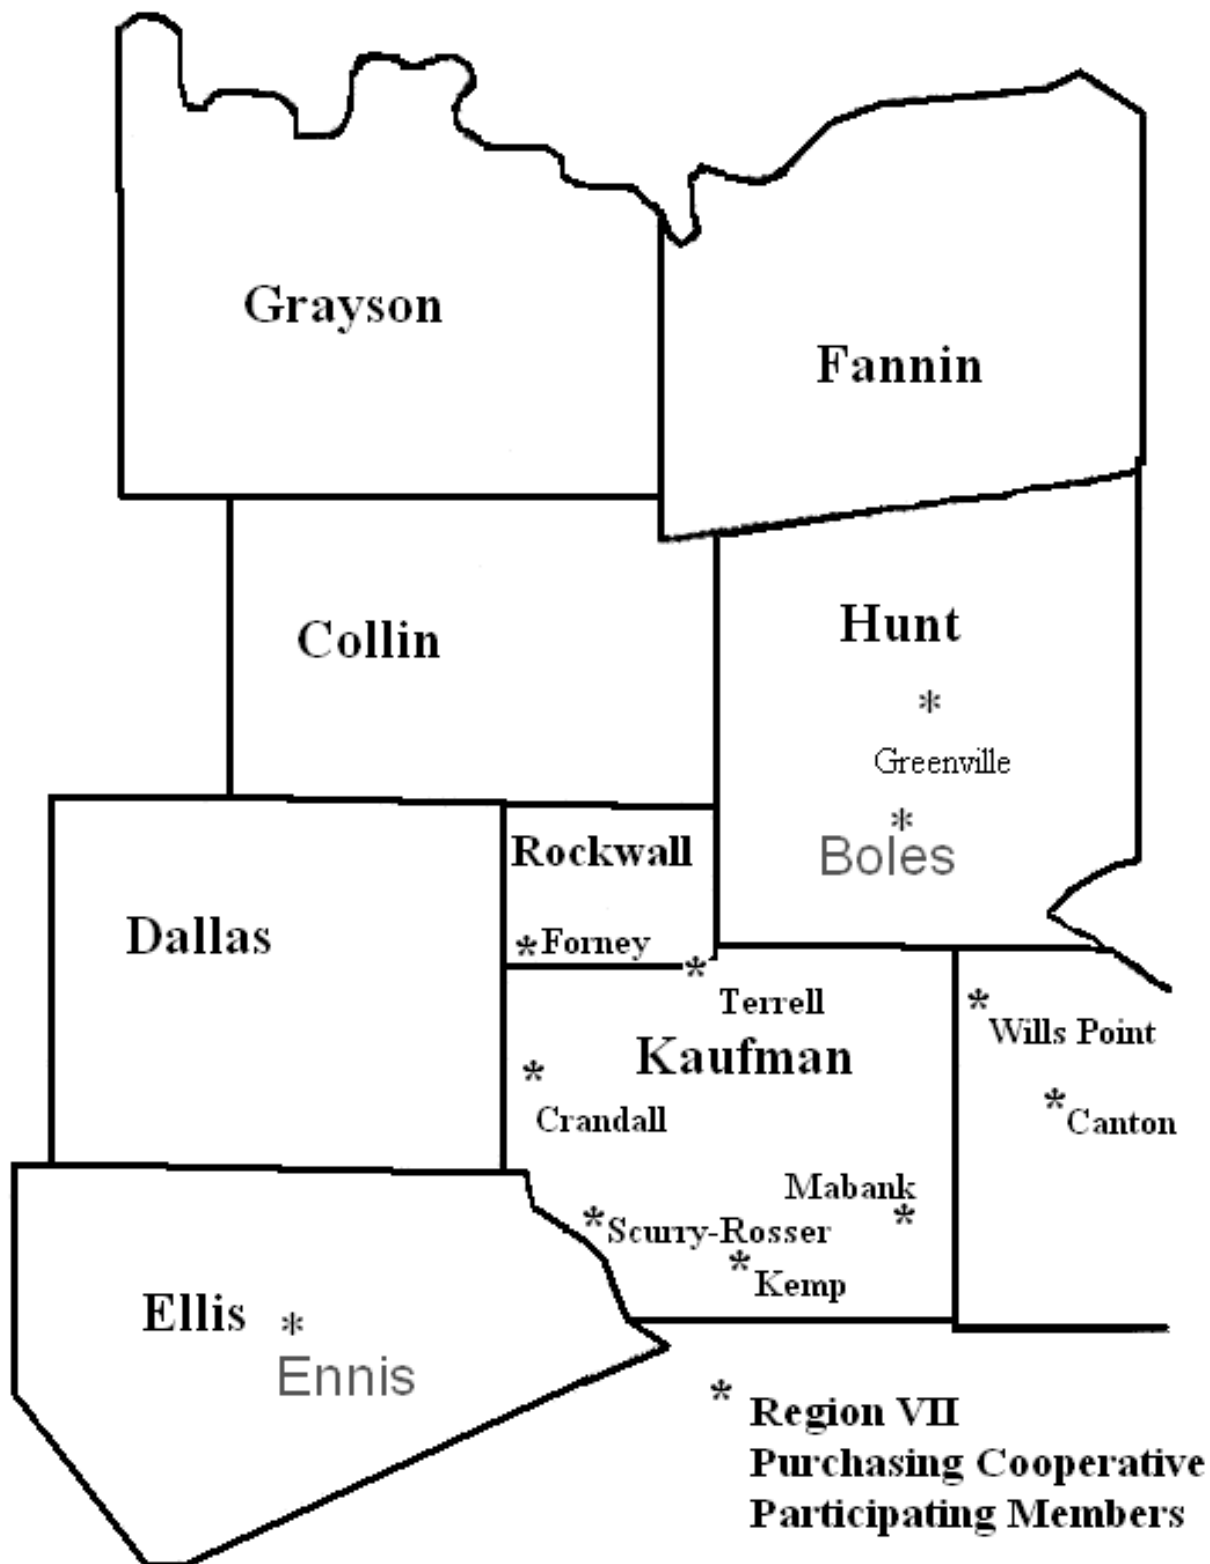 Grayson
Fannin
Collin
Hunt
*
Greenville
*
Boles
Rockwall
Dallas
*Forney
*
Terrell
*
Wills Point
Kaufman
*
Crandall
*
Canton
Mabank
*
*
Scurry-Rosser
*
Kemp
Ellis
*
Ennis
*
Region VII
Purchasing Cooperative
Participating Members